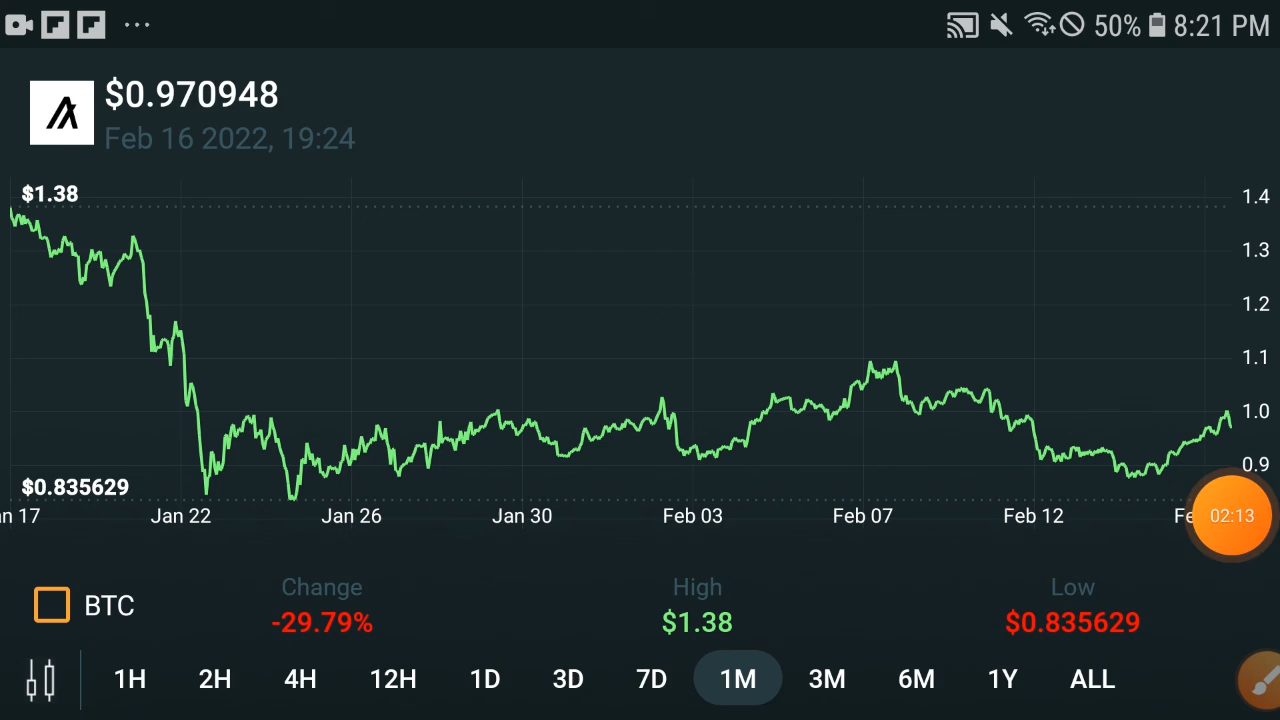 50% 8:21 PM
$0.970948
Feb 16 2022, 19:24
$1.38
1.4
1.3
1.2
1.1
1.0
0.9
$0.835629
n 17 Jan 22 Jan 26 Jan 30 Feb 03 Feb 07 Feb 12 Fe 02:13
Change High Low
BTC -29.79% $1.38 $0.835629
1H 2H 4H 12H 1D 3D 7D 1M 3M 6M 1Y ALL